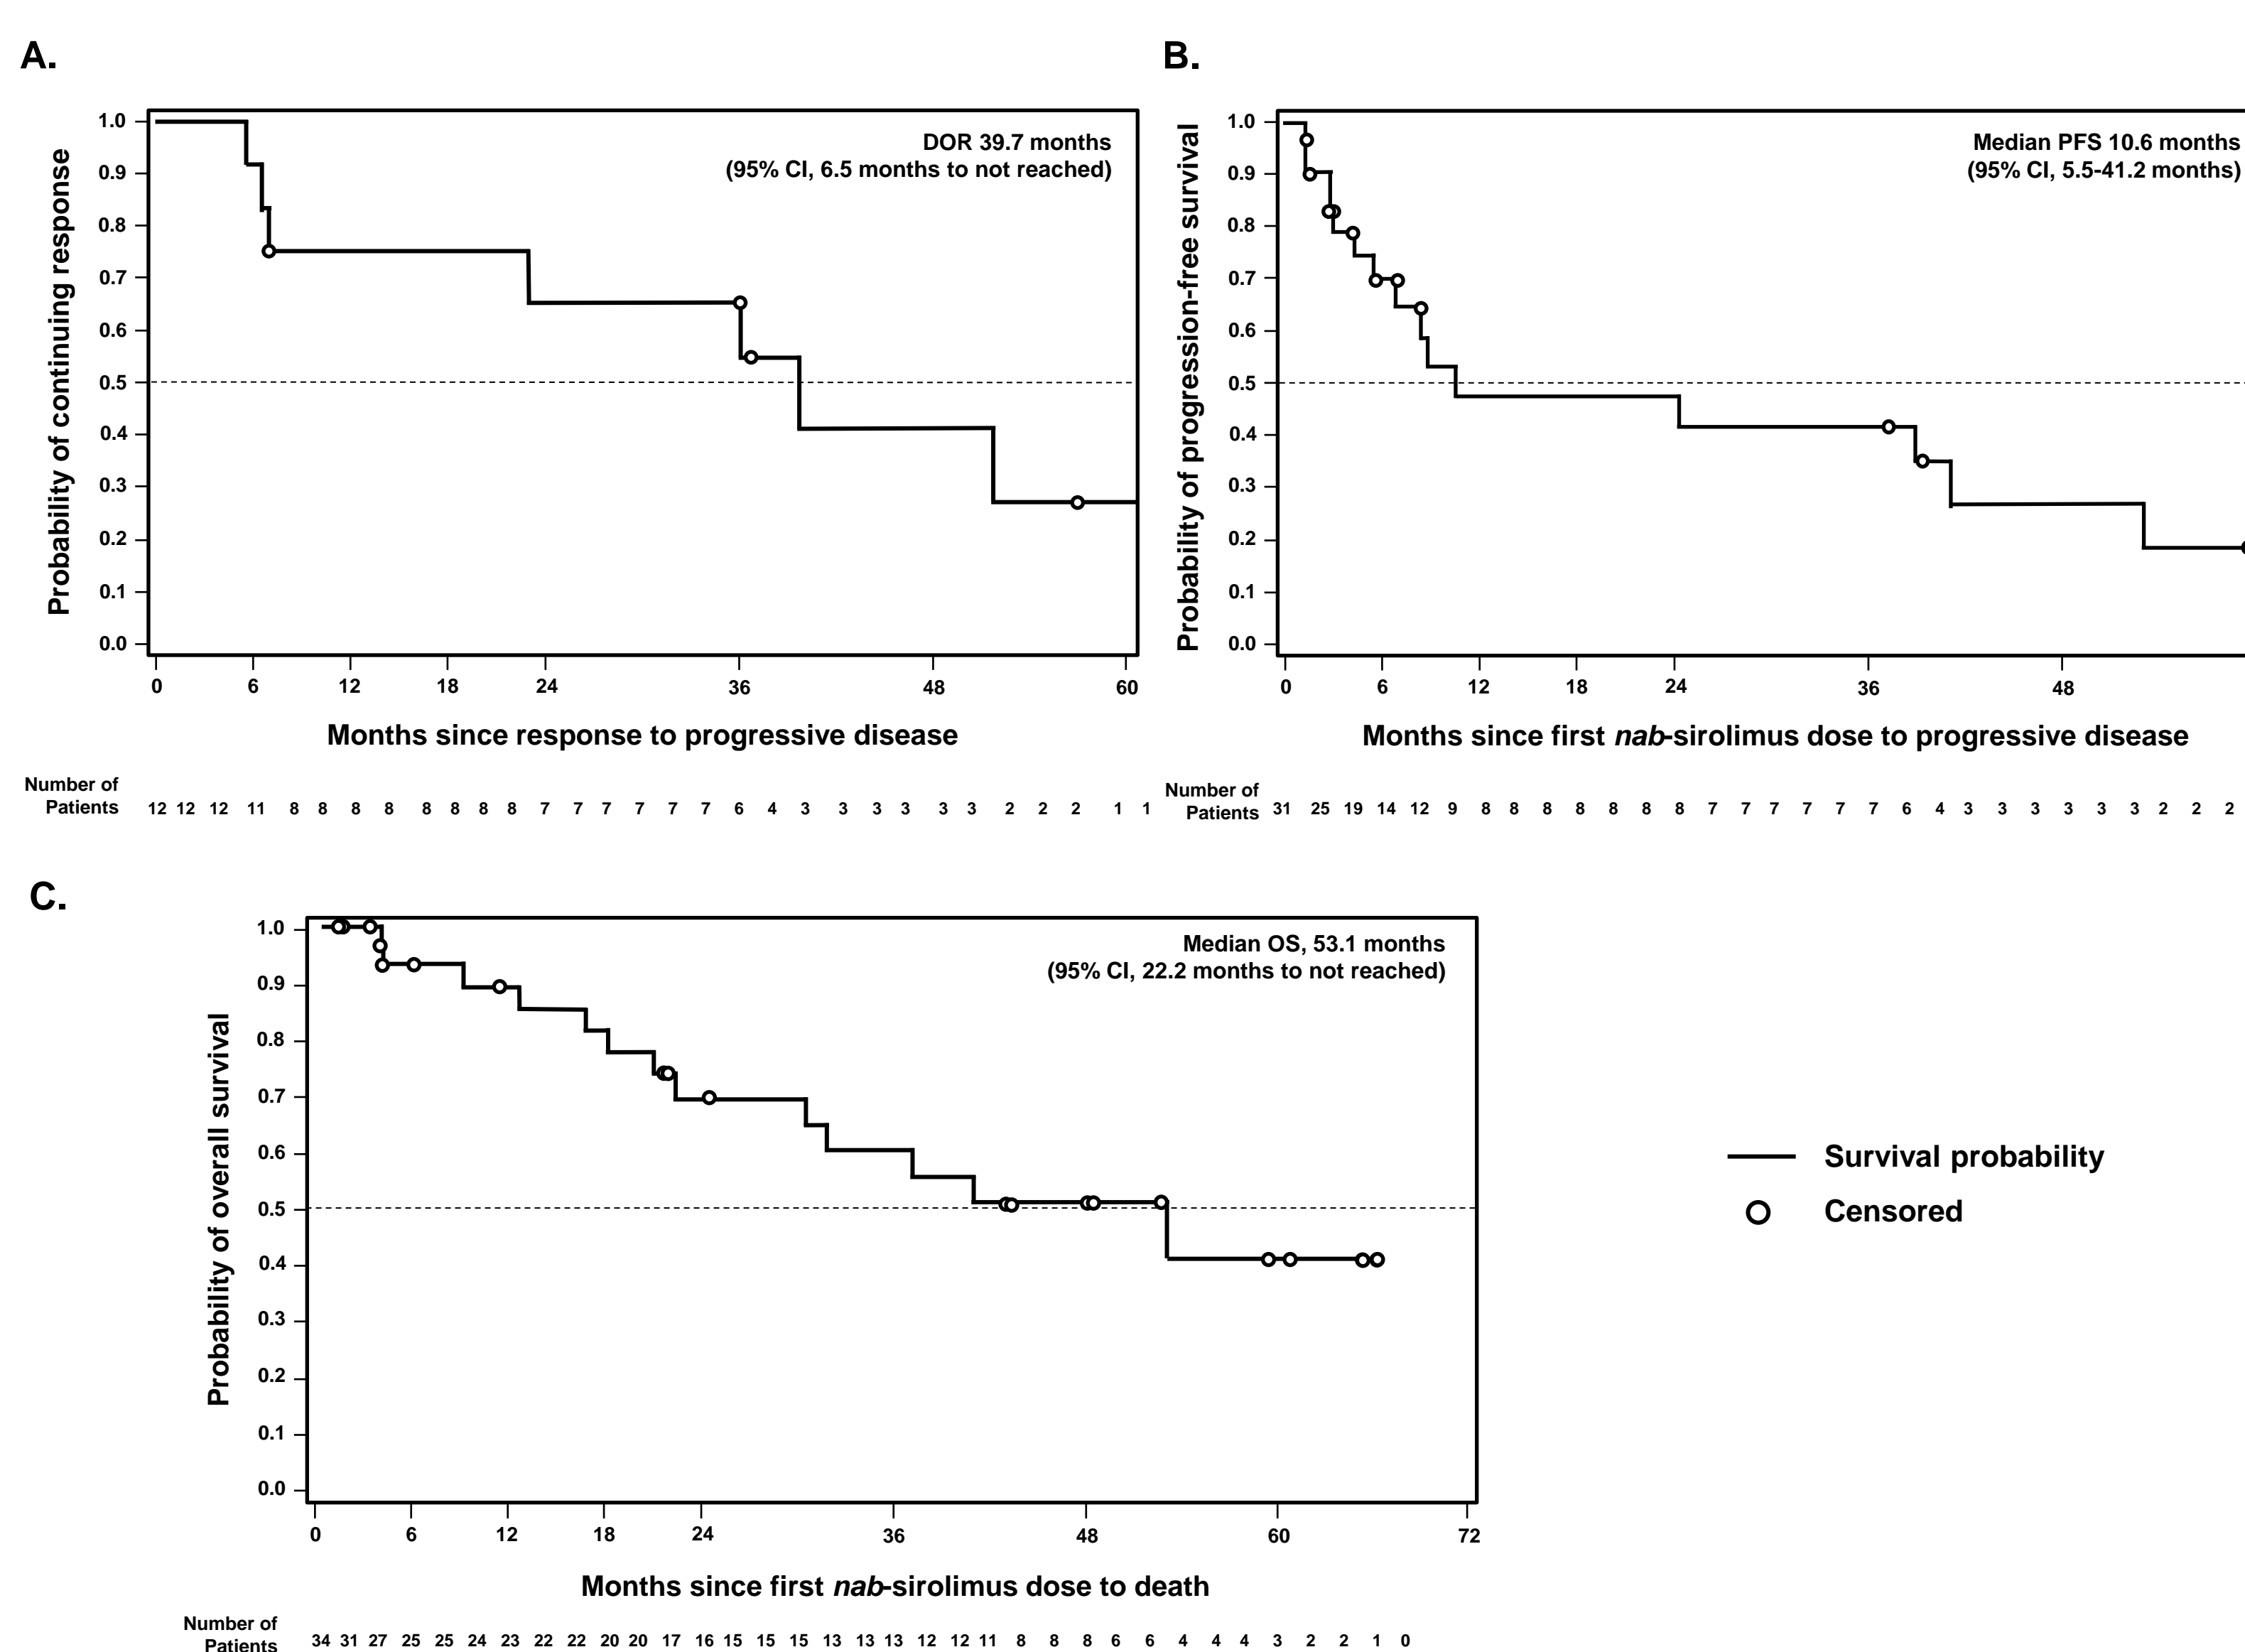 A.
DOR 39.7 months
(95% CI, 6.5 months to not reached)
Probability of continuing response
1.0
0.9
0.8
0.7
0.6
0.5
0.4
0.3
0.2
0.1
0.0
0 6 12 18 24 36 48 60
Months since response to progressive disease
Number of
Patients 12 12 12 11 8 8 8 8 8 8 8 8 7 7 7 7 7 7 6 4 3 3 3 3 3 3 2 2 2 1 1
B.
Median PFS 10.6 months
(95% CI, 5.5-41.2 months)
Probability of progression-free survival
1.0
0.9
0.8
0.7
0.6
0.5
0.4
0.3
0.2
0.1
0.0
0 6 12 18 24 36 48
Months since first nab-sirolimus dose to progressive disease
Number of
Patients 31 25 19 14 12 9 8 8 8 8 8 8 8 7 7 7 7 7 7 6 4 3 3 3 3 3 3 2 2 2
C.
Median OS, 53.1 months
(95% CI, 22.2 months to not reached)
Probability of overall survival
1.0
0.9
0.8
0.7
0.6
0.5
0.4
0.3
0.2
0.1
0.0
0 6 12 18 24 36 48 60 72
Months since first nab-sirolimus dose to death
Number of
Patients 34 31 27 25 25 24 23 22 22 20 20 17 16 15 15 15 13 13 13 12 12 11 8 8 8 6 6 4 4 4 3 2 2 1 0
Survival probability
Censored